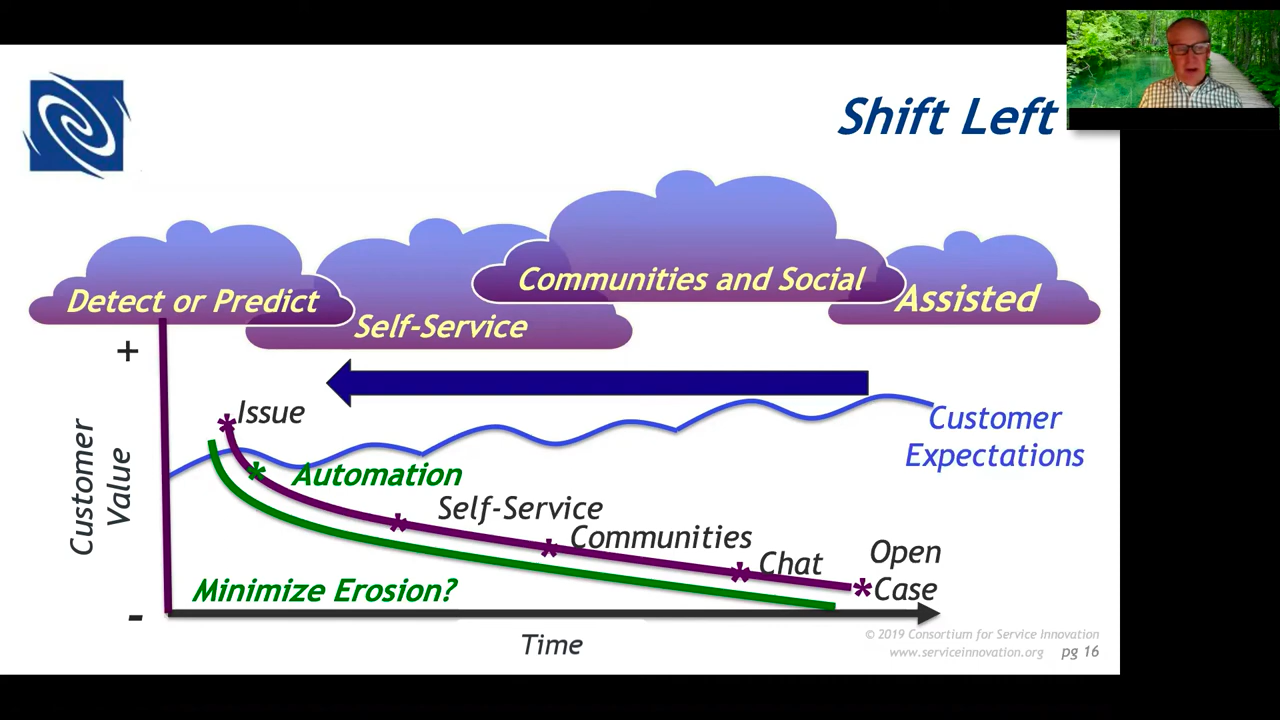 Shift Left
Detect or Predict
Self-Service
Communities and Social
Assisted
+
Customer
Value
-
Issue
Automation
Self-Service
Communities
Chat
Open
Case
Customer
Expectations
Minimize Erosion?
Time
© 2019 Consortium for Service Innovation
www.serviceinnovation.org pg 16